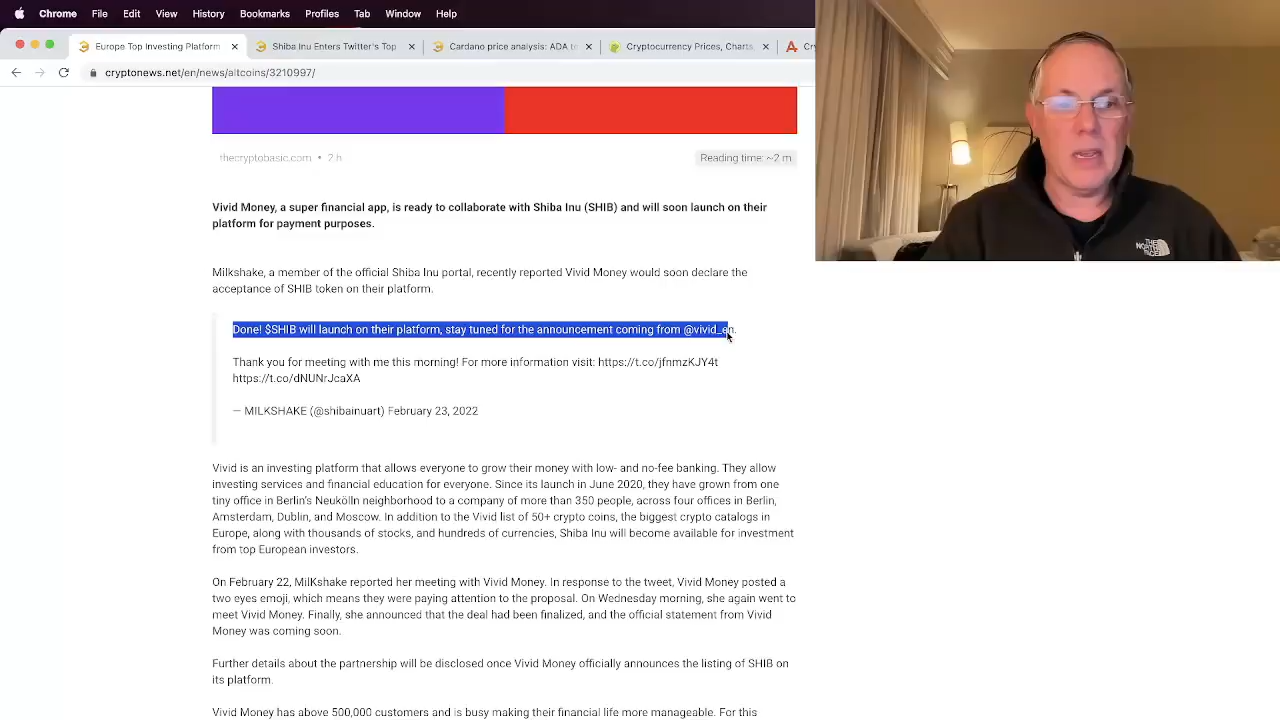 Chrome File Edit View History Bookmarks Profiles Tab Window Help
Europe Top Investing Platform Shiba Inu Enters Twitter's Top Cardano price analysis: ADA Cryptocurrency Prices, Charts
cryptonews.net/en/news/altcoins/3210997/
thecryptobasic.com • 2 h Reading time: ~2 m
Vivid Money, a super financial app, is ready to collaborate with Shiba Inu (SHIB) and will soon launch on their
platform for payment purposes.
Milkshake, a member of the official Shiba Inu portal, recently reported Vivid Money would soon declare the
acceptance of SHIB token on their platform.
Done! $SHIB will launch on their platform, stay tuned for the announcement coming from @vivid_en.
Thank you for meeting with me this morning! For more information visit: https://t.co/jfnmzKJY4t
https://t.co/dNUNrJcaXA
— MILKSHAKE (@shibainuart) February 23, 2022
Vivid is an investing platform that allows everyone to grow their money with low- and no-fee banking. They allow
investing services and financial education for everyone. Since its launch in June 2020, they have grown from one
tiny office in Berlin's Neukölln neighborhood to a company of more than 350 people, across four offices in Berlin,
Amsterdam, Dublin, and Moscow. In addition to the Vivid list of 50+ crypto coins, the biggest crypto catalogs in
Europe, along with thousands of stocks, and hundreds of currencies, Shiba Inu will become available for investment
from top European investors.
On February 22, MilKshake reported her meeting with Vivid Money. In response to the tweet, Vivid Money posted a
two eyes emoji, which means they were paying attention to the proposal. On Wednesday morning, she again went to
meet Vivid Money. Finally, she announced that the deal had been finalized, and the official statement from Vivid
Money was coming soon.
Further details about the partnership will be disclosed once Vivid Money officially announces the listing of SHIB on
its platform.
Vivid Money has above 500,000 customers and is busy making their financial life more manageable. For this
THE
NORTH
FACE